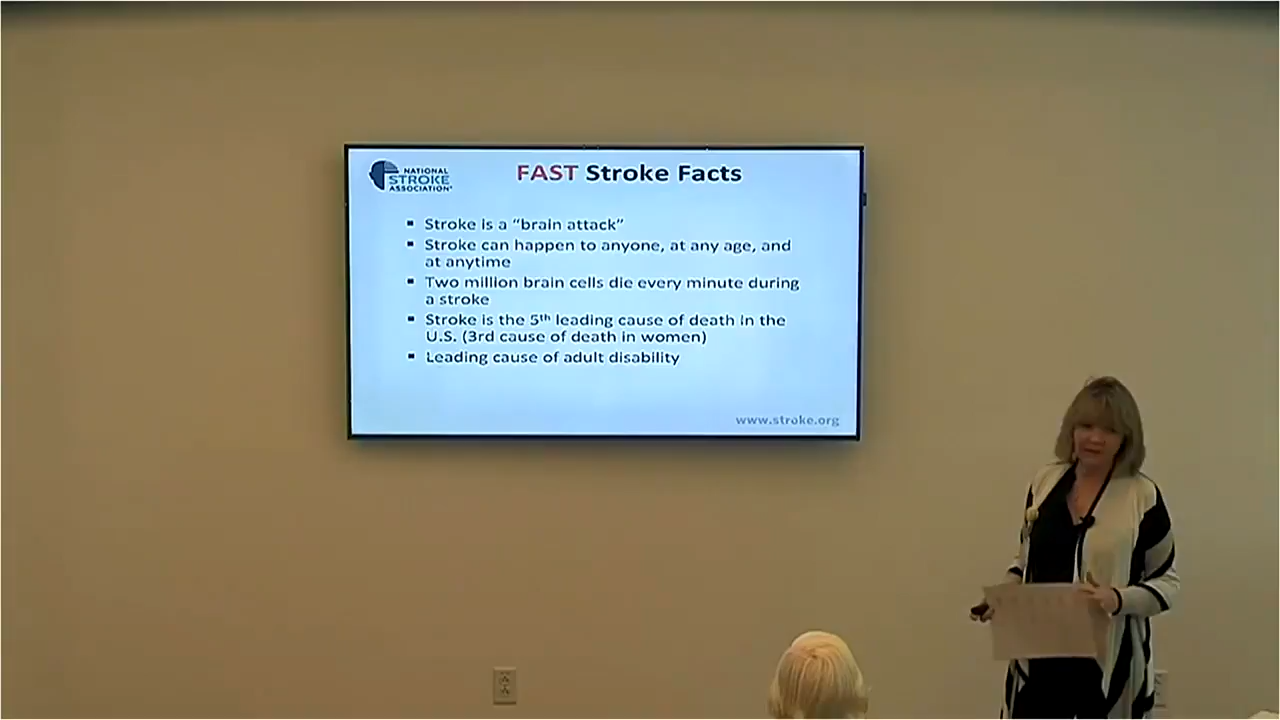 NATIONAL
STROKE
ASSOCIATION®
FAST Stroke Facts
▪ Stroke is a “brain attack”
▪ Stroke can happen to anyone, at any age, and
at anytime
▪ Two million brain cells die every minute during
a stroke
▪ Stroke is the 5th leading cause of death in the
U.S. (3rd cause of death in women)
▪ Leading cause of adult disability
www.stroke.org